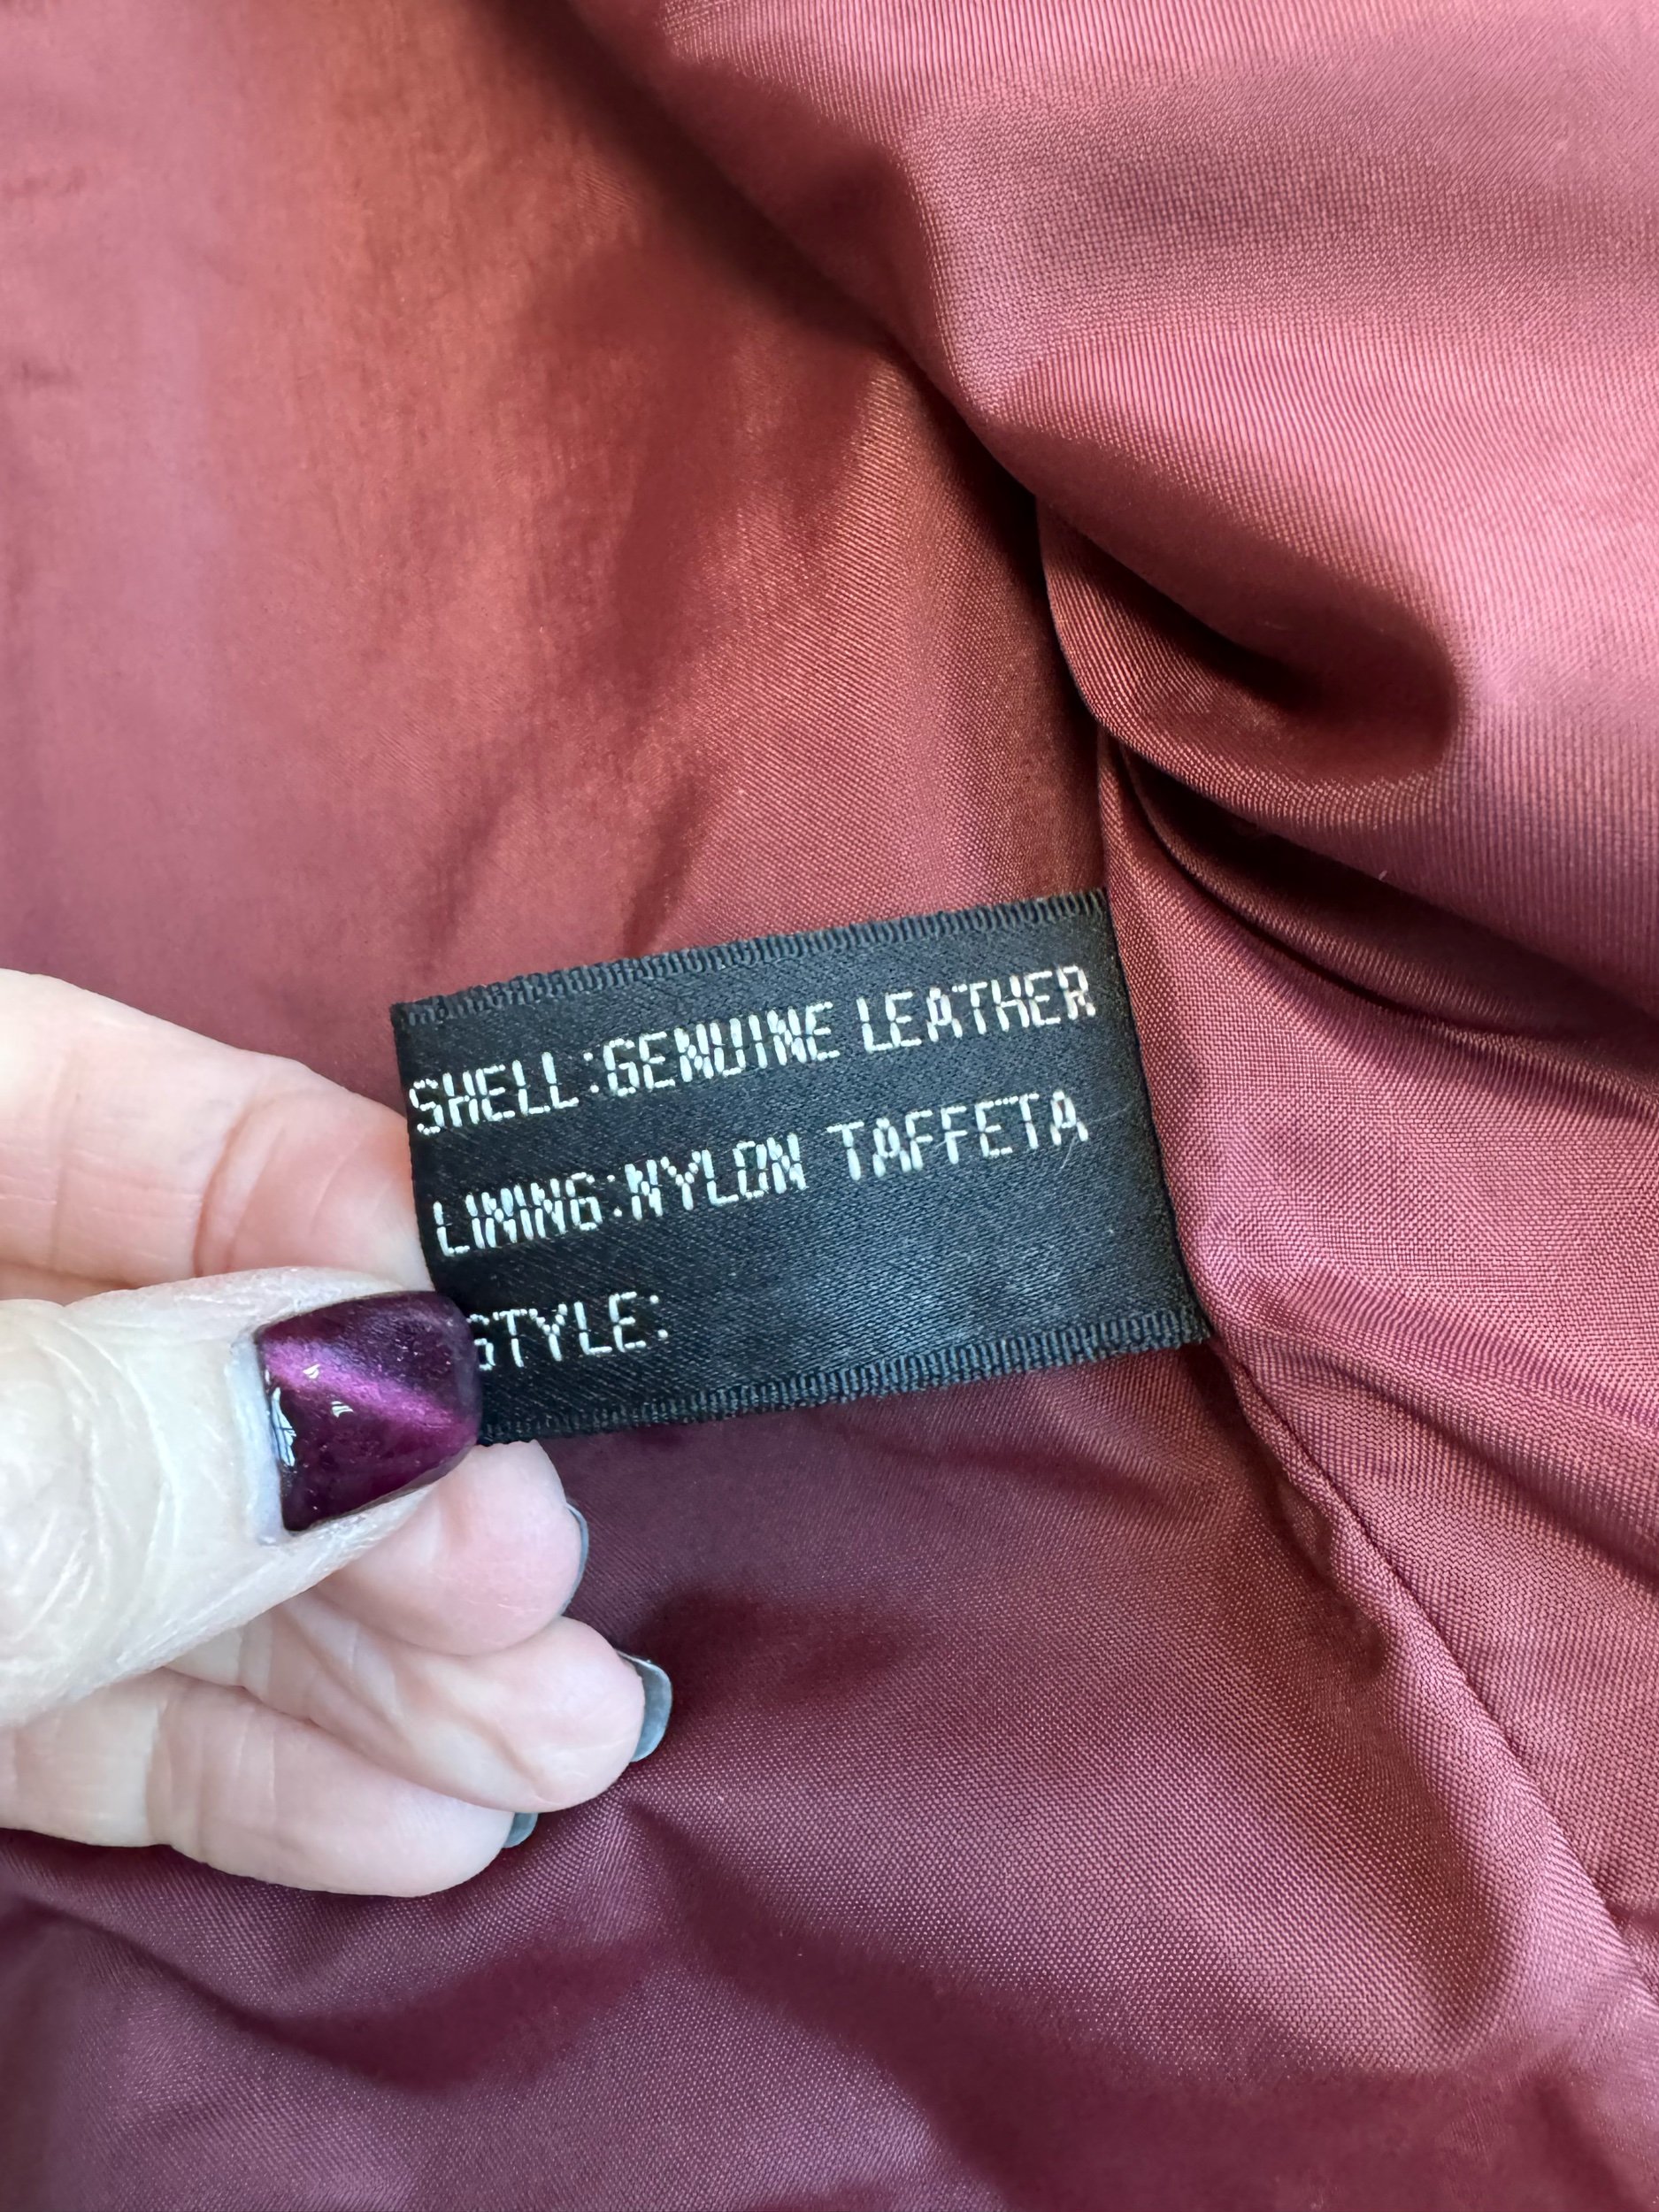 SHELL:GENUINE LEATHER
LINING:NYLON TAFFETA
STYLE: